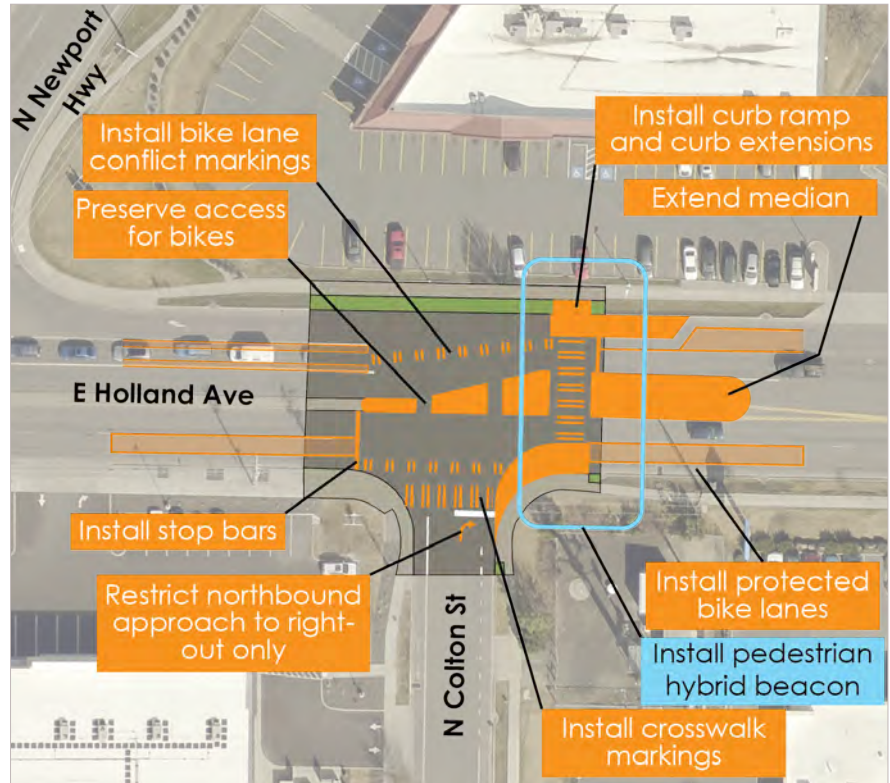 N Newport
Hwy
Install bike lane
conflict markings
Preserve access
for bikes
Install curb ramp
and curb extensions
Extend median
E Holland Ave
Install stop bars
Restrict northbound
approach to right-
out only
N Colton St
Install protected
bike lanes
Install pedestrian
hybrid beacon
Install crosswalk
markings